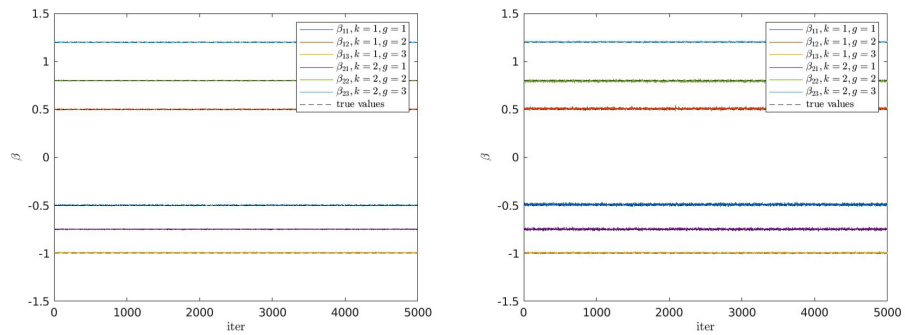 1.5
1
0.5
0
-0.5
-1
-1.5
β
0 1000 2000 3000 4000 5000
iter
β₁₁, k = 1, g = 1
β₁₂, k = 1, g = 2
β₁₃, k = 1, g = 3
β₂₁, k = 2, g = 1
β₂₂, k = 2, g = 2
β₂₃, k = 2, g = 3
true values
1.5
1
0.5
0
-0.5
-1
-1.5
β
0 1000 2000 3000 4000 5000
iter
β₁₁, k = 1, g = 1
β₁₂, k = 1, g = 2
β₁₃, k = 1, g = 3
β₂₁, k = 2, g = 1
β₂₂, k = 2, g = 2
β₂₃, k = 2, g = 3
true values